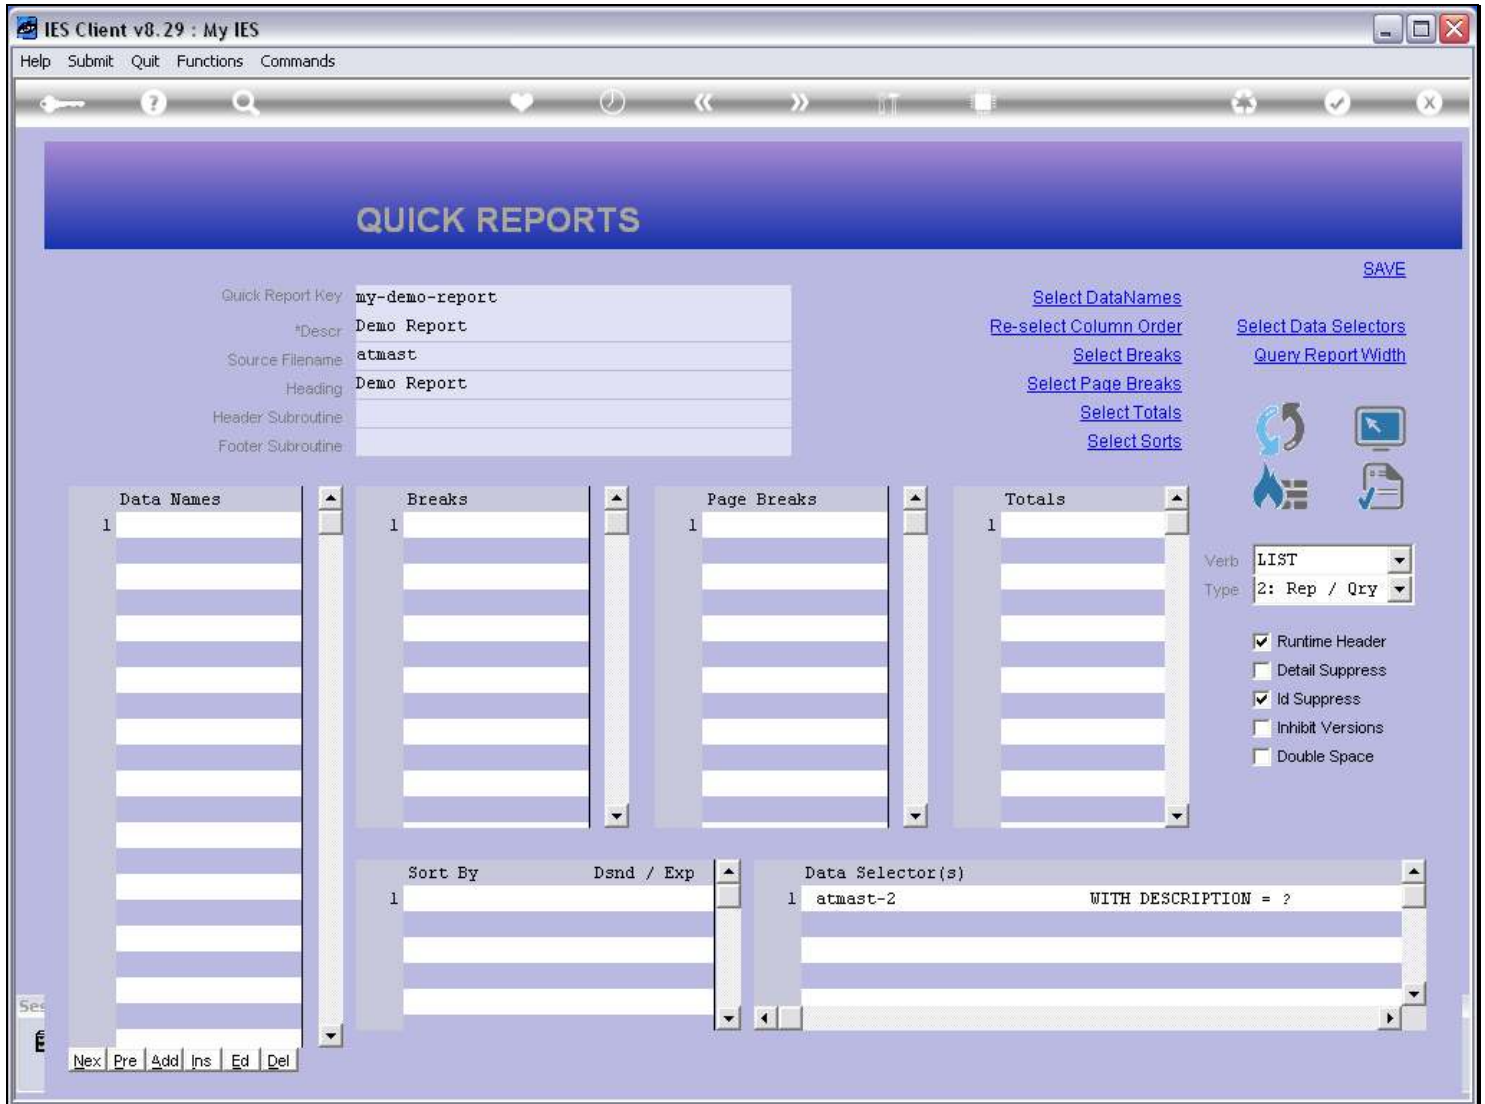 IES Client v8.29 : My IES
Help Submit Quit Functions Commands
QUICK REPORTS
SAVE
Quick Report Key my-demo-report
Select DataNames
*Descr Demo Report
Re-select Column Order
Select Data Selectors
Source Filename atmast
Select Breaks
Query Report Width
Heading Demo Report
Select Page Breaks
Header Subroutine
Select Totals
Footer Subroutine
Select Sorts
Data Names
1
Breaks
1
Page Breaks
1
Totals
1
Verb LIST
Type 2: Rep / Qry
Runtime Header
Detail Suppress
Id Suppress
Inhibit Versions
Double Space
Sort By Dsnd / Exp
1
Data Selector(s)
1 atmast-2 WITH DESCRIPTION = ?
Nex Pre Add Ins Ed Del